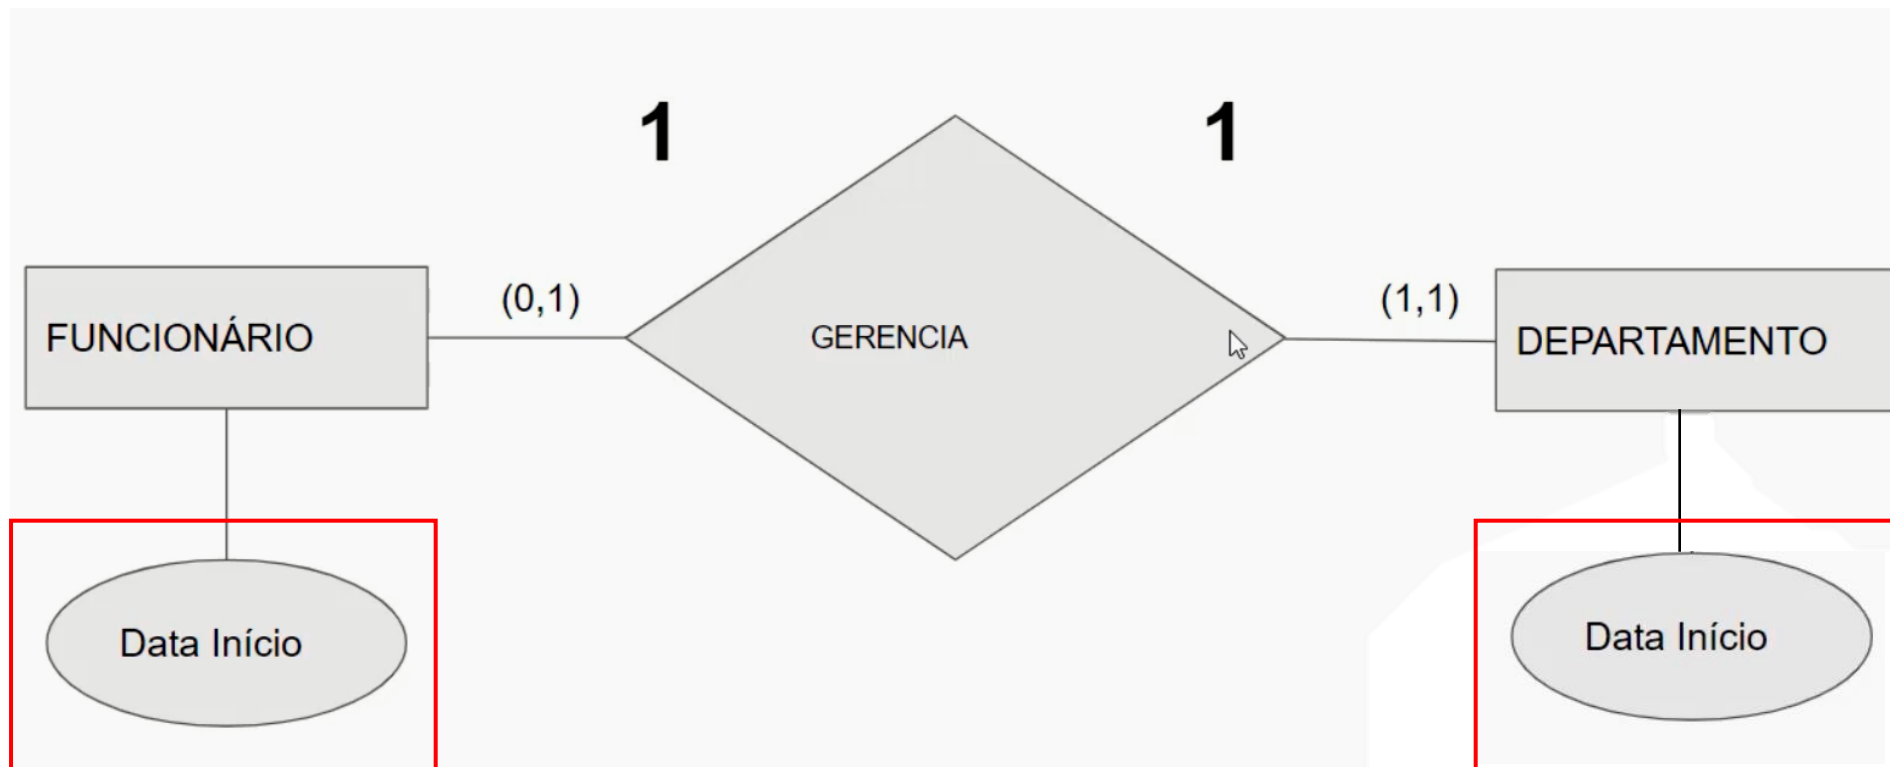 1
1
(0,1)
(1,1)
FUNCIONÁRIO
GERENCIA
DEPARTAMENTO
Data Início
Data Início